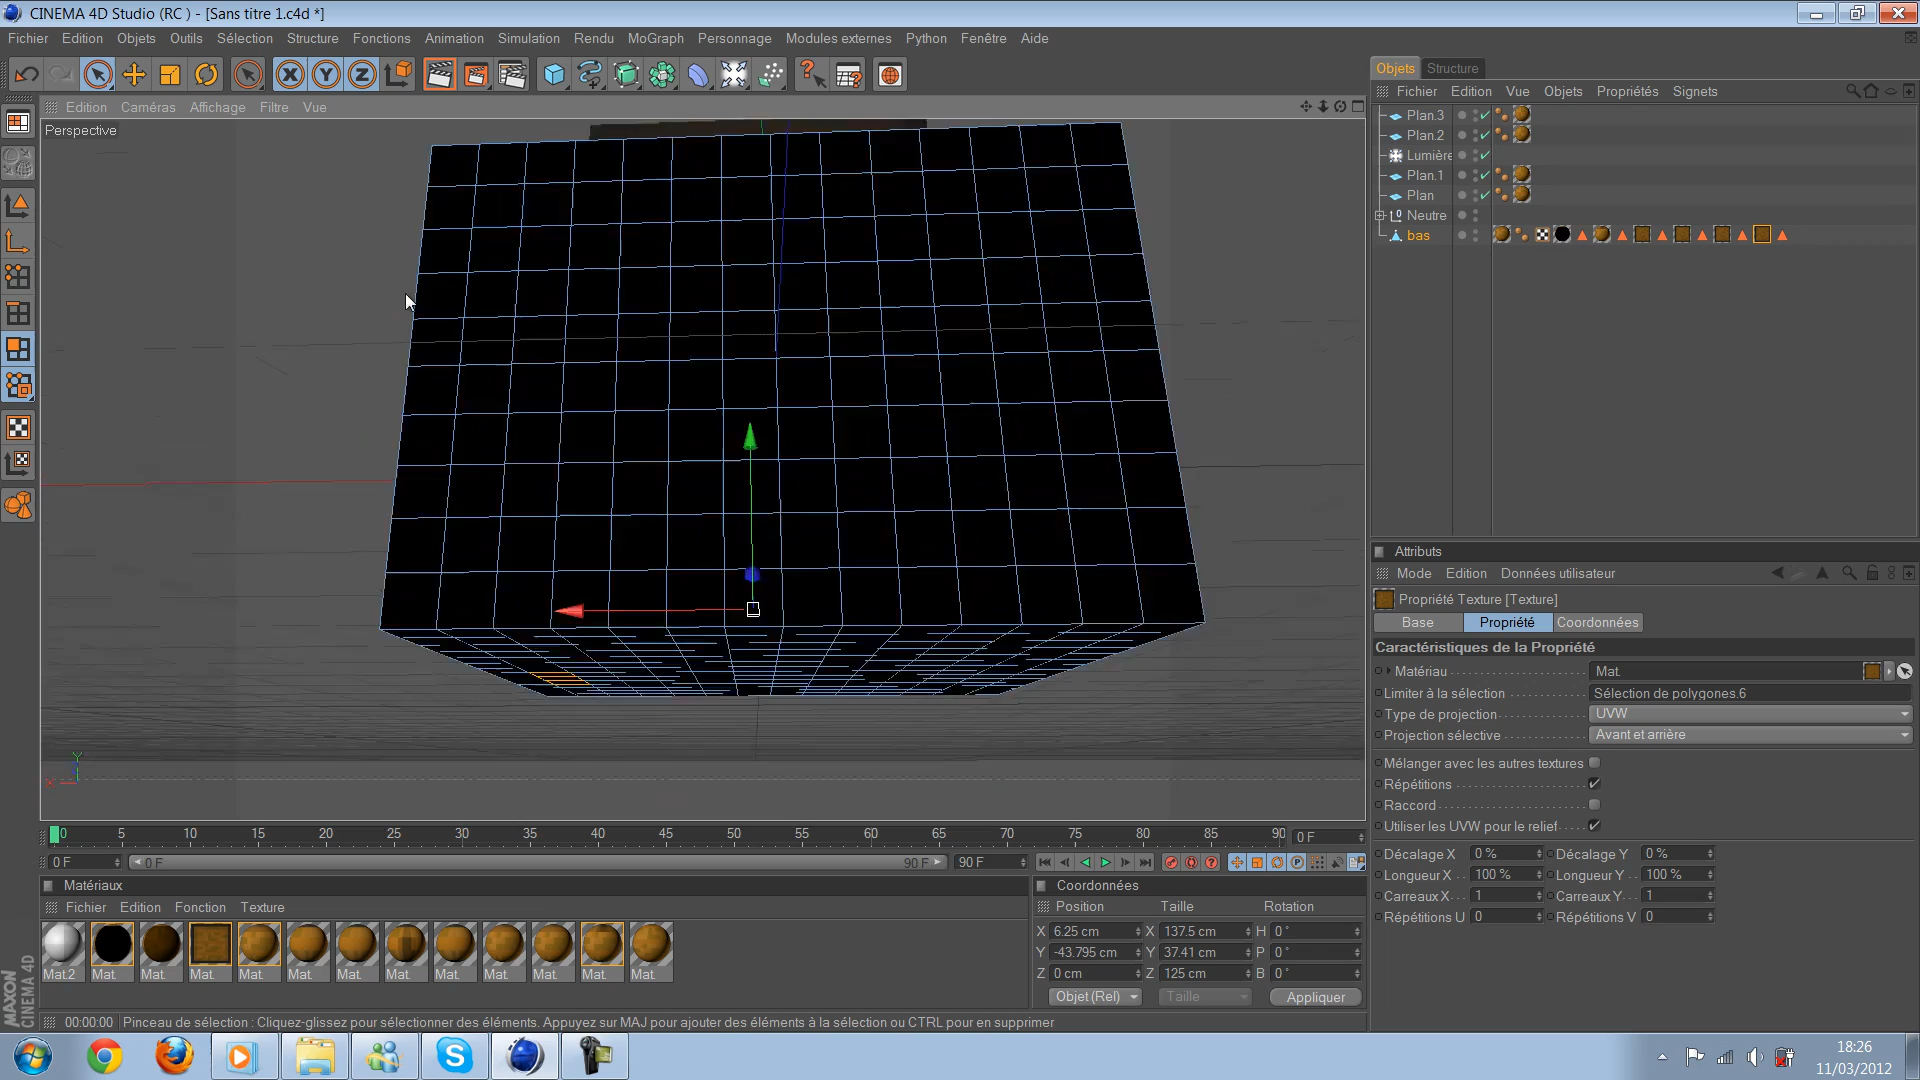 CINEMA 4D Studio (RC ) - [Sans titre 1.c4d *]
Fichier Edition Objets Outils Sélection Structure Fonctions Animation Simulation Rendu MoGraph Personnage Modules externes Python Fenêtre Aide
Edition Caméras Affichage Filtre Vue
Perspective
Objets Structure
Fichier Edition Vue Objets Propriétés Signets
Plan.3
Plan.2
Lumière
Plan.1
Plan
Neutre
bas
Attributs
Mode Edition Données utilisateur
Propriété Texture [Texture]
Base Propriété Coordonnées
Caractéristiques de la Propriété
Matériau Mat
Limiter à la sélection Sélection de polygones.6
Type de projection UVW
Projection sélective Avant et arrière
Mélanger avec les autres textures
Répétitions
Raccord
Utiliser les UVW pour le relief
Décalage X 0 % Décalage Y 0 %
Longueur X 100 % Longueur Y 100 %
Carreaux X 1 Carreaux Y 1
Répétitions U 0 Répétitions V 0
0 5 10 15 20 25 30 35 40 45 50 55 60 65 70 75 80 85 90 0 F
0 F 0 F 90 F 90 F
Matériaux
Fichier Edition Fonction Texture
Mat.2 Mat. Mat. Mat. Mat. Mat. Mat. Mat. Mat. Mat. Mat. Mat. Mat.
Coordonnées
Position Taille Rotation
X 6.25 cm X 137.5 cm H 0 °
Y -43.795 cm Y 37.41 cm P 0 °
Z 0 cm Z 125 cm B 0 °
Objet (Rel) Taille Appliquer
MAXON
CINEMA 4D
00:00:00 Pinceau de sélection : Cliquez-glissez pour sélectionner des éléments. Appuyez sur MAJ pour ajouter des éléments à la sélection ou CTRL pour en supprimer
18:26
11/03/2012